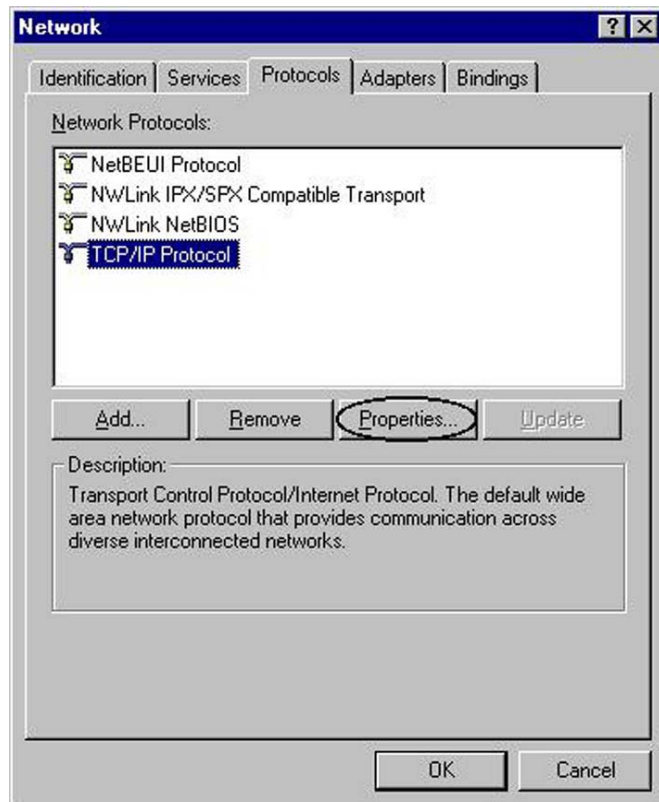 Network
Identification Services Protocols Adapters Bindings
Network Protocols:
NetBEUI Protocol
NWLink IPX/SPX Compatible Transport
NWLink NetBIOS
TCP/IP Protocol
Add... Remove Properties... Update
Description:
Transport Control Protocol/Internet Protocol. The default wide
area network protocol that provides communication across
diverse interconnected networks.
OK Cancel